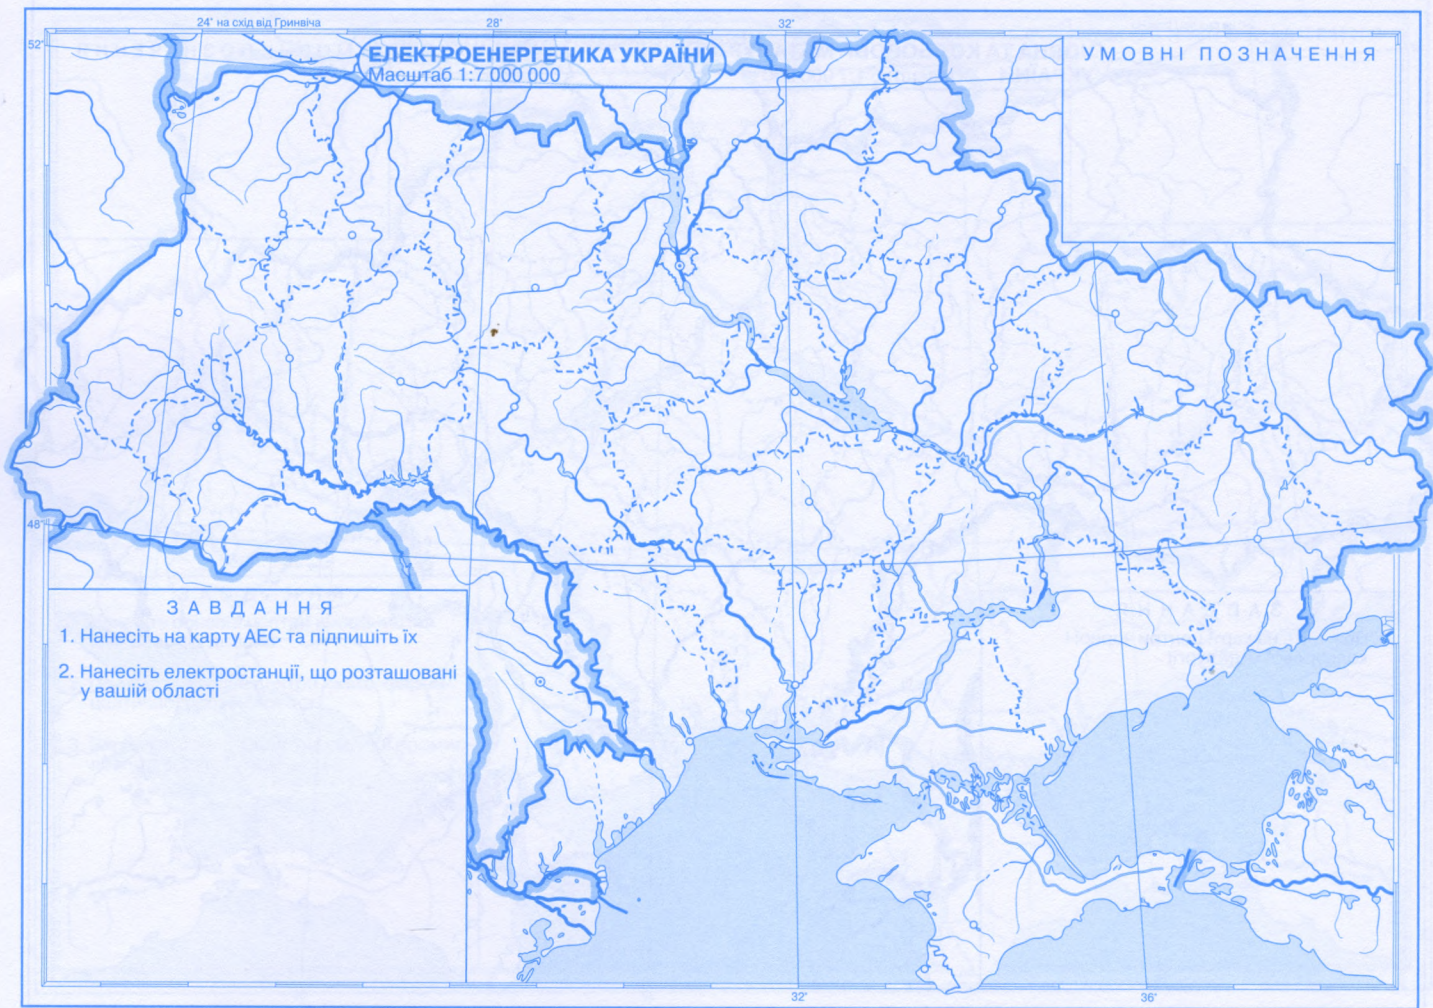 24° на схід від Гринвіча
28°
32°
52°
ЕЛЕКТРОЕНЕРГЕТИКА УКРАЇНИ
Масштаб 1:7 000 000
УМОВНІ ПОЗНАЧЕННЯ
48°
ЗАВДАННЯ
1. Нанесіть на карту АЕС та підпишіть їх
2. Нанесіть електростанції, що розташовані
у вашій області
32°
36°